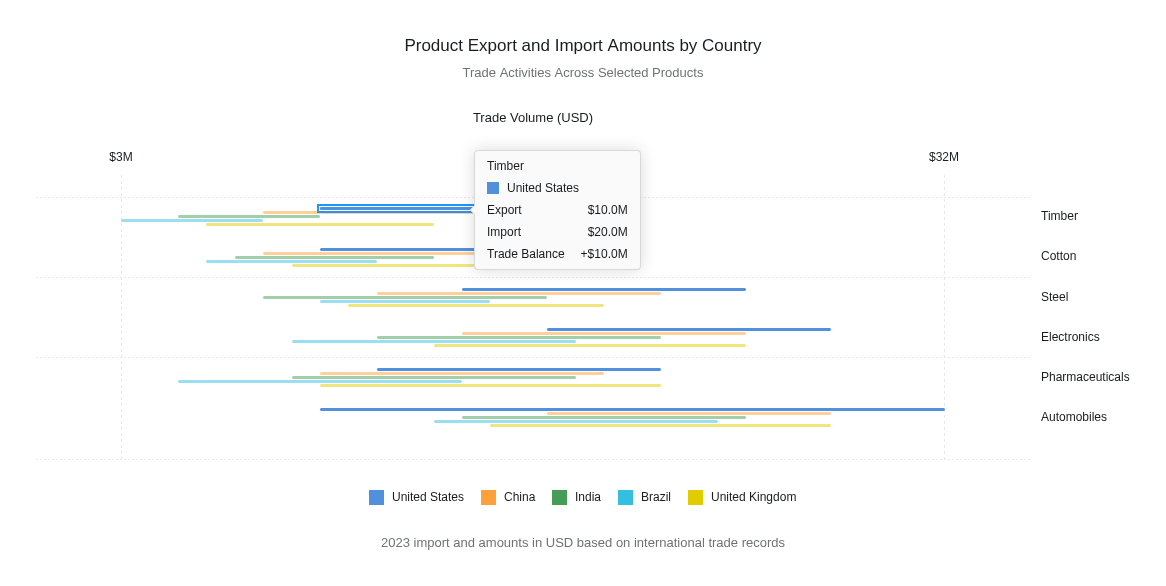 Product Export and Import Amounts by Country
Trade Activities Across Selected Products
Trade Volume (USD)
$3M
$32M
Timber
United States
Export $10.0M
Import $20.0M
Trade Balance +$10.0M
Timber
Cotton
Steel
Electronics
Pharmaceuticals
Automobiles
United States China India Brazil United Kingdom
2023 import and amounts in USD based on international trade records